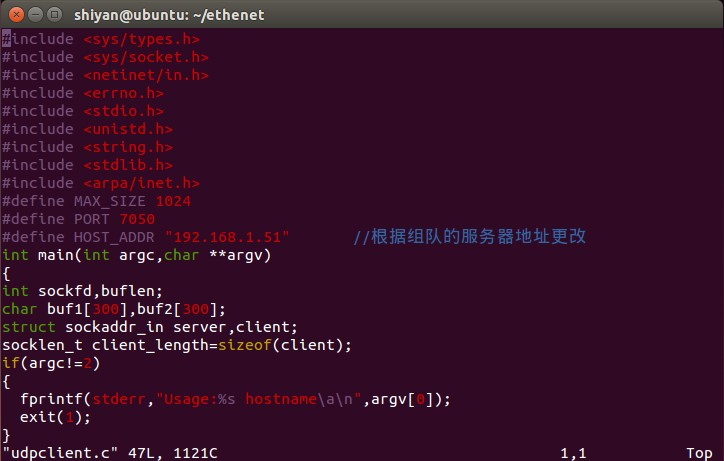 shiyan@ubuntu: ~/ethenet
#include <sys/types.h>
#include <sys/socket.h>
#include <netinet/in.h>
#include <errno.h>
#include <stdio.h>
#include <unistd.h>
#include <string.h>
#include <stdlib.h>
#include <arpa/inet.h>
#define MAX_SIZE 1024
#define PORT 7050
#define HOST_ADDR "192.168.1.51"       //根据组队的服务器地址更改
int main(int argc,char **argv)
{
int sockfd,buflen;
char buf1[300],buf2[300];
struct sockaddr_in server,client;
socklen_t client_length=sizeof(client);
if(argc!=2)
{
  fprintf(stderr,"Usage:%s hostname\a\n",argv[0]);
  exit(1);
}
"udpclient.c" 47L, 1121C                                      1,1           Top